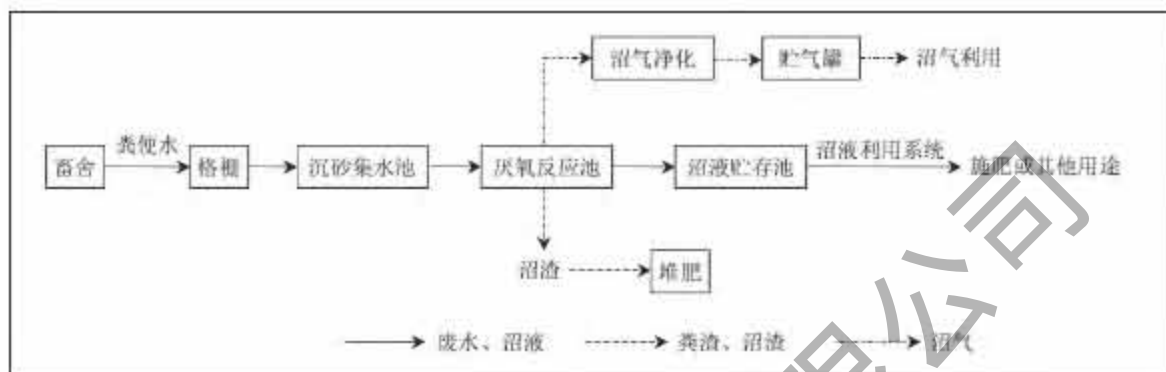 沼气净化 贮气罐 沼气利用
粪便水 沼液利用系统
畜舍 格栅 沉砂集水池 厌氧反应池 沼液贮存池 施肥或其他用途
沼渣 堆肥
废水、沼液 粪渣、沼渣 沼气
限公司